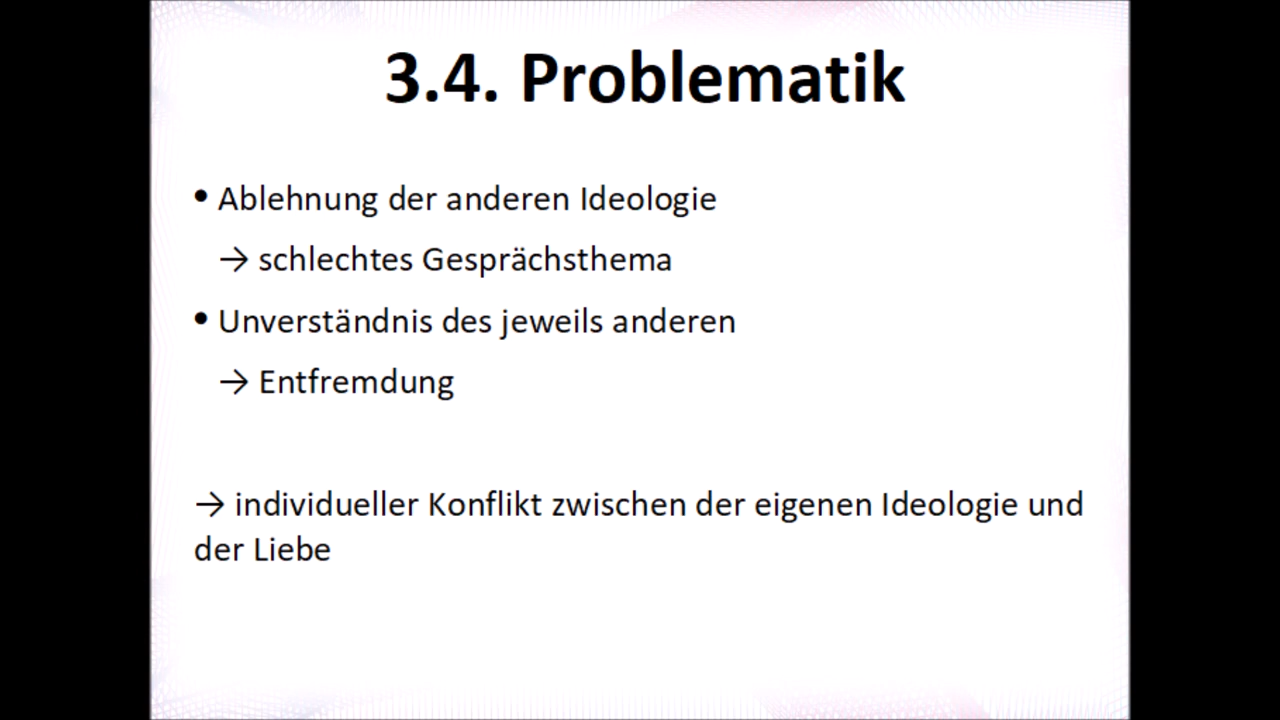 3.4. Problematik
• Ablehnung der anderen Ideologie
→ schlechtes Gesprächsthema
• Unverständnis des jeweils anderen
→ Entfremdung
→ individueller Konflikt zwischen der eigenen Ideologie und
der Liebe